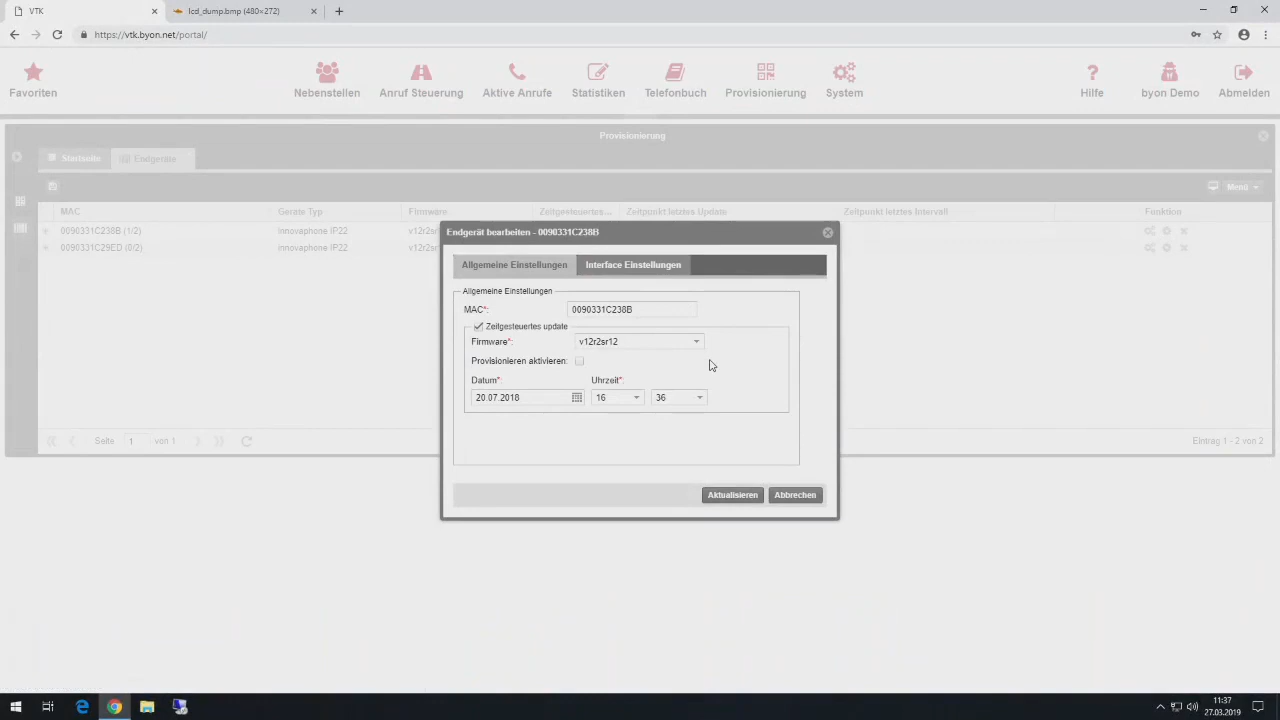 VTK
lcd_dump.bmp (480×272)
https://vtk.byon.net/portal/
Favoriten
Nebenstellen
Anruf Steuerung
Aktive Anrufe
Statistiken
Telefonbuch
Provisionierung
System
Hilfe
byon Demo
Abmelden
Provisionierung
Startseite
Endgeräte
Menü
MAC
Geräte Typ
Firmware
Zeitgesteuertes...
Zeitpunkt letztes Update
Zeitpunkt letztes Intervall
Funktion
0090331C238B (1/2)
Innovaphone IP22
0090331C29ED (0/2)
Innovaphone IP22
Endgerät bearbeiten - 0090331C238B
Allgemeine Einstellungen
Interface Einstellungen
Allgemeine Einstellungen
MAC*:
0090331C238B
Zeitgesteuertes update
Firmware*:
v12r2sr12
Provisionieren aktivieren:
Datum*:
Uhrzeit*:
20.07.2018
16
36
Seite
1
von 1
Eintrag 1 - 2 von 2
Aktualisieren
Abbrechen
11:37
27.03.2019